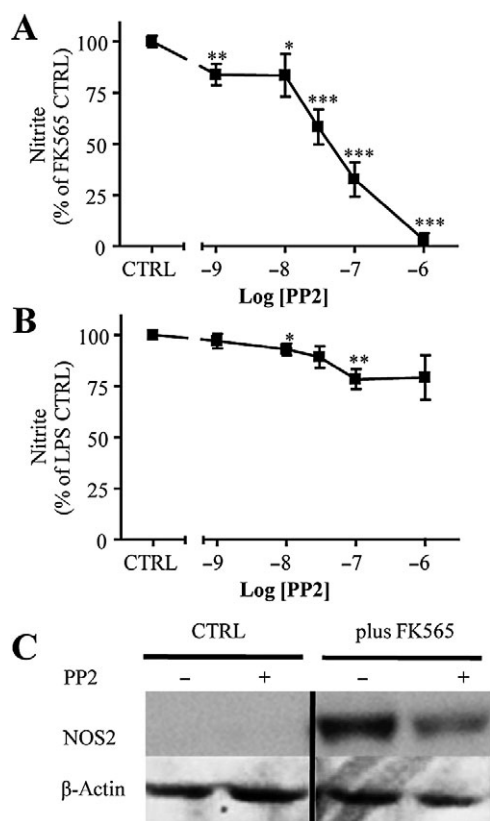 A
100
75
50
25
0
Nitrite
(% of FK565 CTRL)
**
*
***
***
***
CTRL
–9
–8
–7
–6
Log [PP2]
B
100
75
50
25
0
Nitrite
(% of LPS CTRL)
*
**
CTRL
–9
–8
–7
–6
Log [PP2]
C
CTRL
plus FK565
PP2
–
+
–
+
NOS2
β-Actin